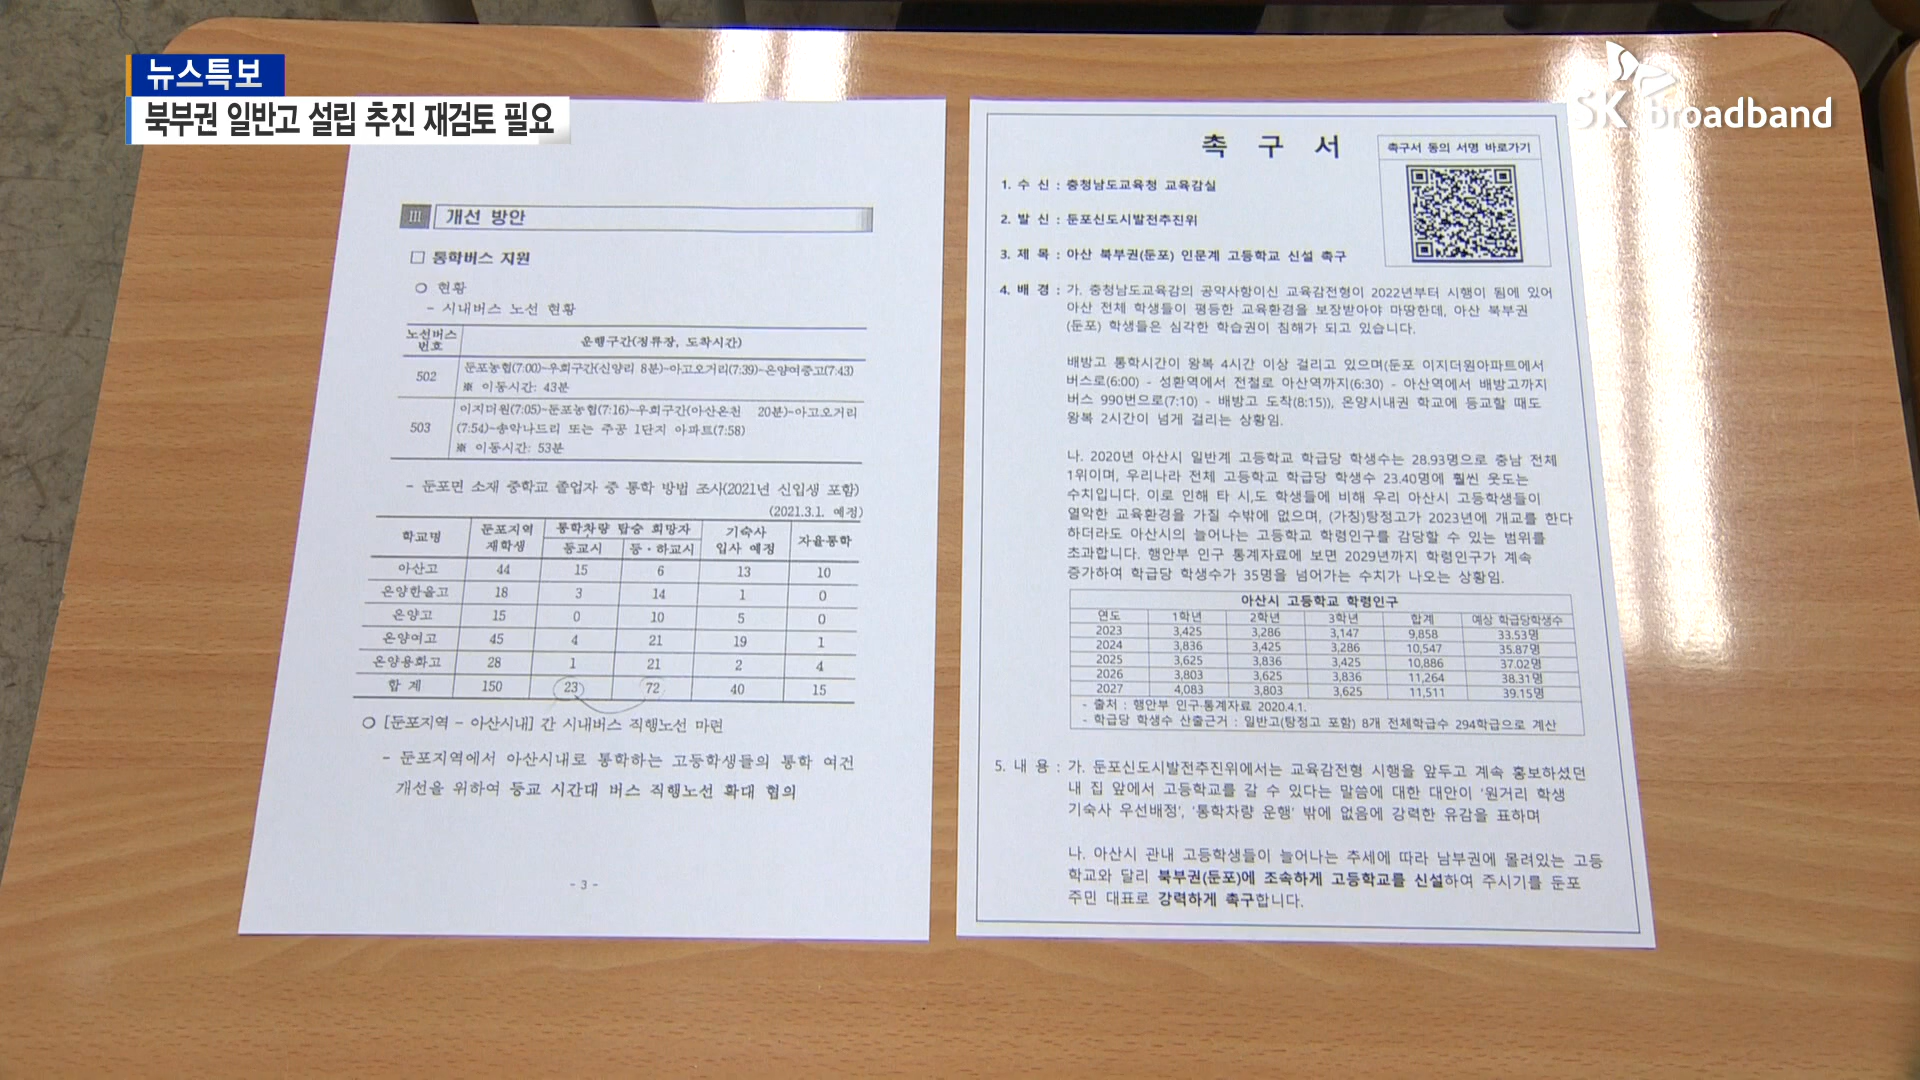 뉴스특보
북부권 일반고 설립 추진 재검토 필요
SK broadband
Ⅲ 개선 방안
□ 통학버스 지원
○ 현황
- 시내버스 노선 현황
노선버스 번호 운행구간(정류장, 도착시간)
502 둔포농협(7:00)-우회구간(신양리 8분)-아고오거리(7:39)-온양여중고(7:43)
※ 이동시간: 43분
503 이지더원(7:05)-둔포농협(7:16)-우회구간(아산온천 20분)-아고오거리
(7:54)-송악나드리 또는 주공 1단지 아파트(7:58)
※ 이동시간: 53분
- 둔포면 소재 중학교 졸업자 중 통학 방법 조사(2021년 신입생 포함)
(2021.3.1. 예정)
학교명 둔포지역 재학생 통학차량 탑승 희망자 기숙사 입사 예정 자율통학
등교시 등·하교시
아산고 44 15 6 13 10
온양한올고 18 3 14 1 0
온양고 15 0 10 5 0
온양여고 45 4 21 19 1
온양용화고 28 1 21 2 4
합 계 150 23 72 40 15
○ [둔포지역 - 아산시내] 간 시내버스 직행노선 마련
- 둔포지역에서 아산시내로 통학하는 고등학생들의 통학 여건
개선을 위하여 등교 시간대 버스 직행노선 확대 협의
- 3 -
촉 구 서
촉구서 동의 서명 바로가기
1. 수 신 : 충청남도교육청 교육감실
2. 발 신 : 둔포신도시발전추진위
3. 제 목 : 아산 북부권(둔포) 인문계 고등학교 신설 촉구
4. 배 경 : 가. 충청남도교육감의 공약사항이신 교육감전형이 2022년부터 시행이 됨에 있어
아산 전체 학생들이 평등한 교육환경을 보장받아야 마땅한데, 아산 북부권
(둔포) 학생들은 심각한 학습권이 침해가 되고 있습니다.
배방고 통학시간이 왕복 4시간 이상 걸리고 있으며(둔포 이지더원아파트에서
버스로(6:00) - 성환역에서 전철로 아산역까지(6:30) - 아산역에서 배방고까지
버스 990번으로(7:10) - 배방고 도착(8:15)), 온양시내권 학교에 등교할 때도
왕복 2시간이 넘게 걸리는 상황임.
나. 2020년 아산시 일반계 고등학교 학급당 학생수는 28.93명으로 충남 전체
1위이며, 우리나라 전체 고등학교 학급당 학생수 23.40명에 훨씬 웃도는
수치입니다. 이로 인해 타 시,도 학생들에 비해 우리 아산시 고등학생들이
열악한 교육환경을 가질 수밖에 없으며, (가칭)탕정고가 2023년에 개교를 한다
하더라도 아산시의 늘어나는 고등학교 학령인구를 감당할 수 있는 범위를
초과합니다. 행안부 인구 통계자료에 보면 2029년까지 학령인구가 계속
증가하여 학급당 학생수가 35명을 넘어가는 수치가 나오는 상황임.
아산시 고등학교 학령인구
연도 1학년 2학년 3학년 합계 예상 학급당학생수
2023 3,425 3,286 3,147 9,858 33.53명
2024 3,836 3,425 3,286 10,547 35.87명
2025 3,625 3,836 3,425 10,886 37.02명
2026 3,803 3,625 3,836 11,264 38.31명
2027 4,083 3,803 3,625 11,511 39.15명
- 출처 : 행안부 인구통계자료 2020.4.1.
- 학급당 학생수 산출근거 : 일반고(탕정고 포함) 8개 전체학급수 294학급으로 계산
5. 내 용 : 가. 둔포신도시발전추진위에서는 교육감전형 시행을 앞두고 계속 홍보하셨던
내 집 앞에서 고등학교를 갈 수 있다는 말씀에 대한 대안이 '원거리 학생
기숙사 우선배정', '통학차량 운행' 밖에 없음에 강력한 유감을 표하며
나. 아산시 관내 고등학생들이 늘어나는 추세에 따라 남부권에 몰려있는 고등
학교와 달리 북부권(둔포)에 조속하게 고등학교를 신설하여 주시기를 둔포
주민 대표로 강력하게 촉구합니다.